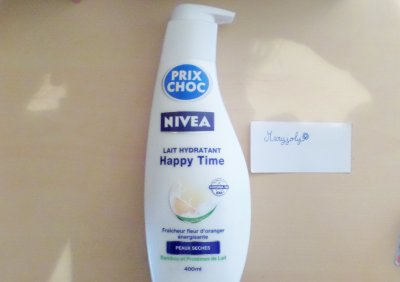 PRIX
CHOC
NIVEA
LAIT HYDRATANT
Happy Time
Fraîcheur fleur d'oranger
énergisante
PEAUX SÈCHES
Bambou et Protéines de Lait
400ml
Maryjoly